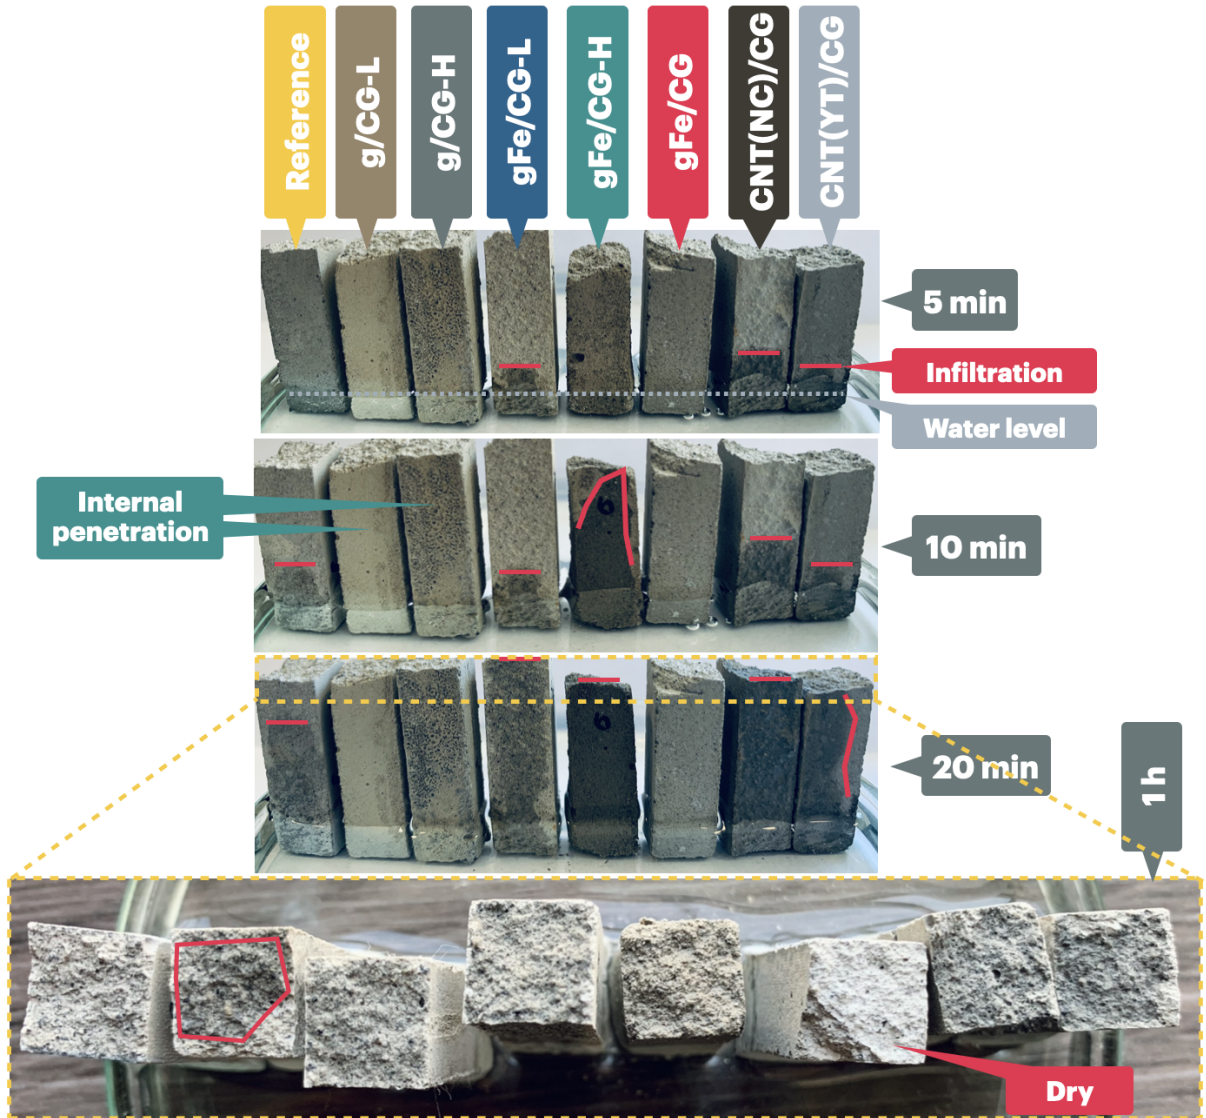 Reference
g/CG-L
g/CG-H
gFe/CG-L
gFe/CG-H
gFe/CG
CNT(NC)/CG
CNT(YT)/CG
5 min
Infiltration
Water level
Internal
penetration
10 min
6
20 min
6
1h
Dry